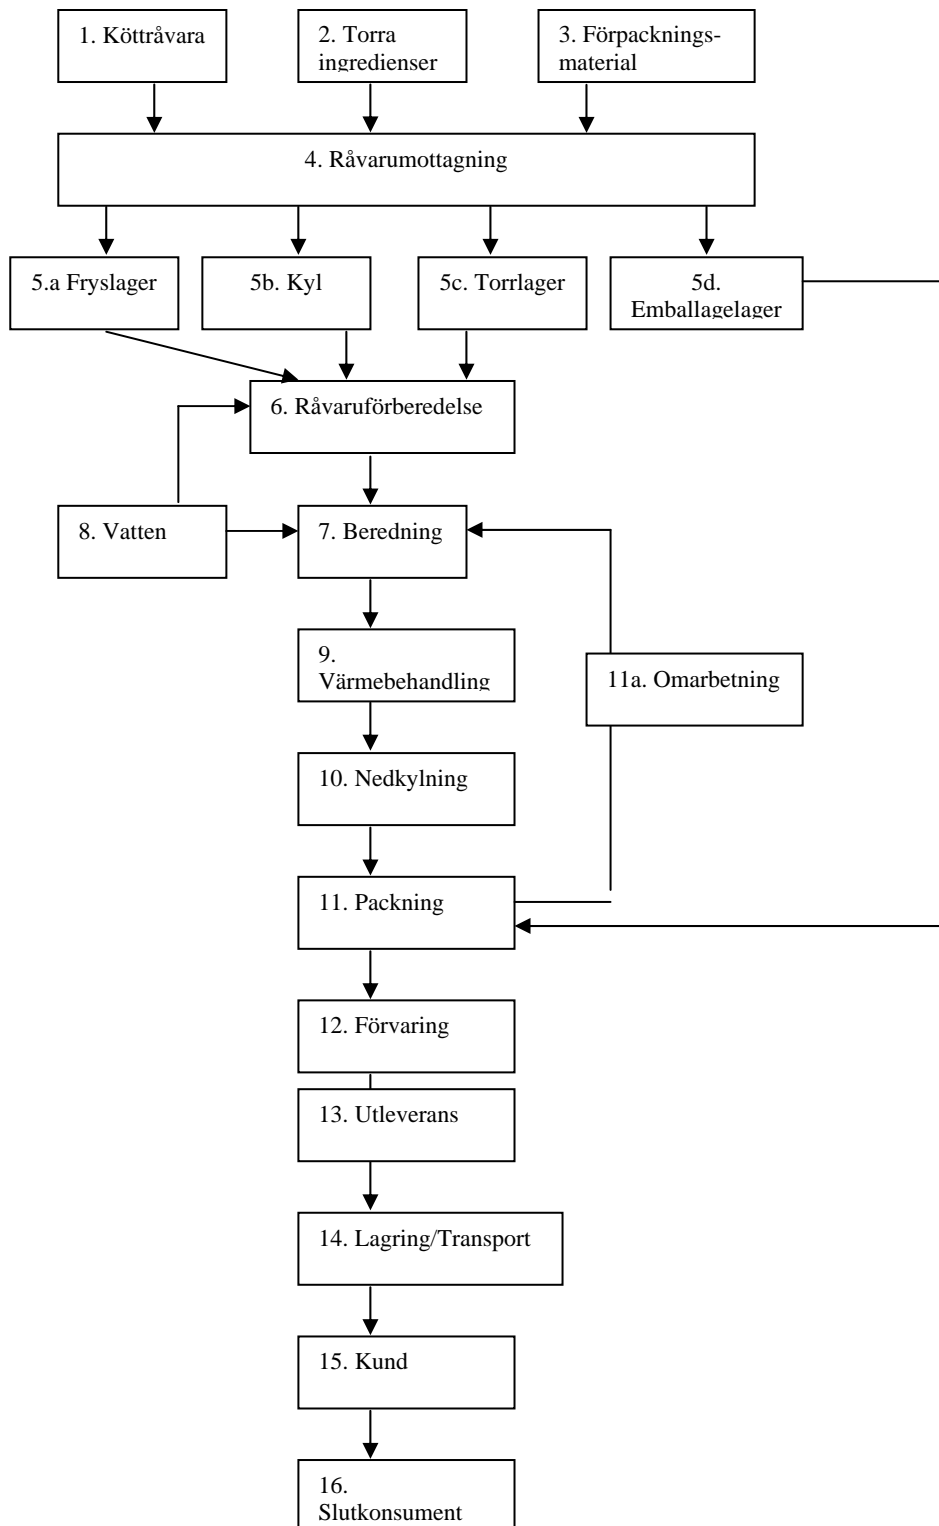 1. Köttråvara
2. Torra
ingredienser
3. Förpacknings-
material
4. Råvarumottagning
5.a Fryslager
5b. Kyl
5c. Torrlager
5d.
Emballagelager
6. Råvaruförberedelse
8. Vatten
7. Beredning
9.
Värmebehandling
11a. Omarbetning
10. Nedkylning
11. Packning
12. Förvaring
13. Utleverans
14. Lagring/Transport
15. Kund
16.
Slutkonsument